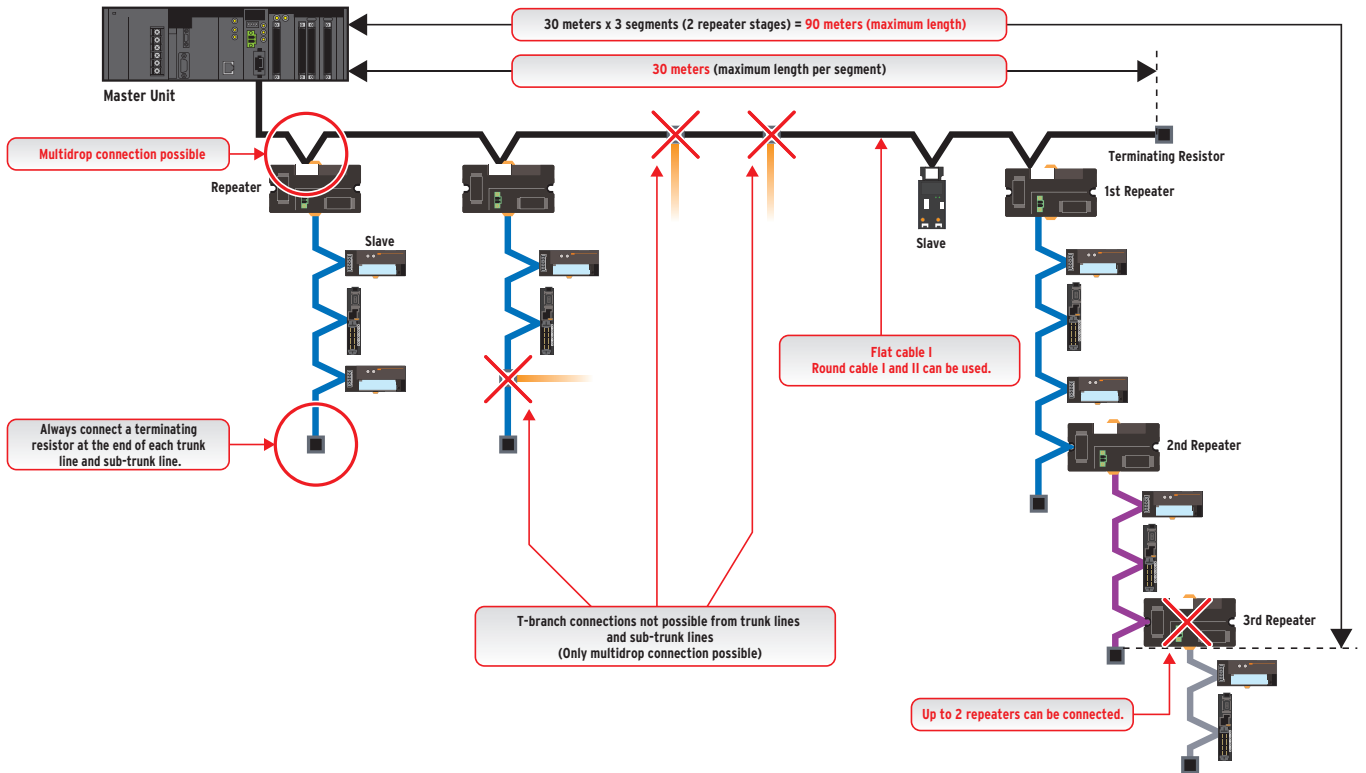 30 meters x 3 segments (2 repeater stages) = 90 meters (maximum length)
30 meters (maximum length per segment)
Master Unit
Multidrop connection possible
Terminating Resistor
Repeater
1st Repeater
Slave
Slave
Flat cable I
Round cable I and II can be used.
Always connect a terminating
resistor at the end of each trunk
line and sub-trunk line.
2nd Repeater
T-branch connections not possible from trunk lines
and sub-trunk lines
(Only multidrop connection possible)
3rd Repeater
Up to 2 repeaters can be connected.